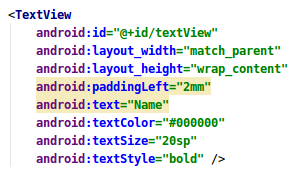 <TextView
android:id="@+id/textView"
android:layout_width="match_parent"
android:layout_height="wrap_content"
android:paddingLeft="2mm"
android:text="Name"
android:textColor="#000000"
android:textSize="20sp"
android:textStyle="bold" />